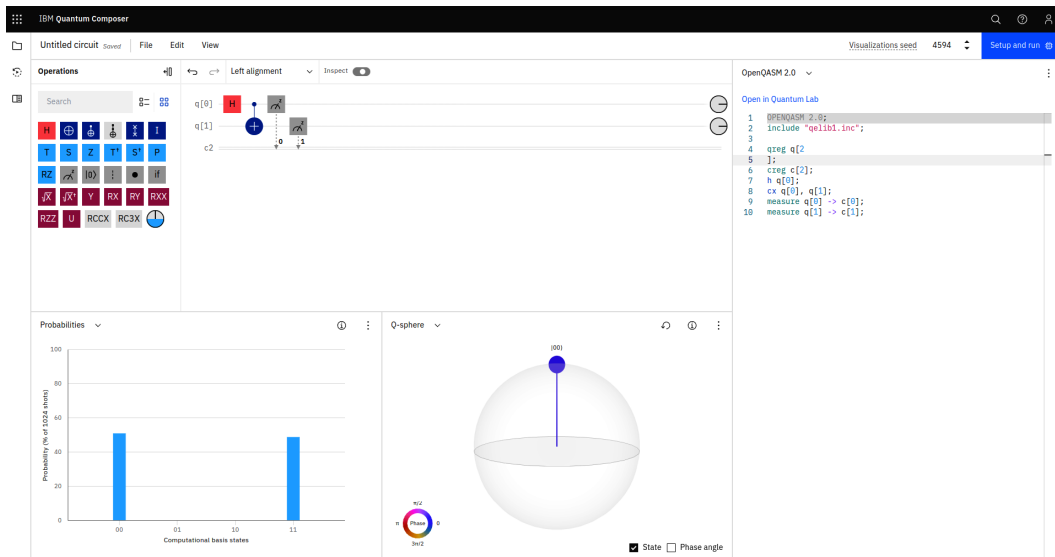 IBM Quantum Composer
Untitled circuit Saved File Edit View Visualizations seed 4594 Setup and run
Operations Left alignment Inspect
Search
H I
T S Z T† S† P
RZ z |0⟩ if
√X √X† Y RX RY RXX
RZZ U RCCX RC3X
q[0] H z
q[1] z
c2 0 1
OpenQASM 2.0
Open in Quantum Lab
1 OPENQASM 2.0;
2 include "qelib1.inc";
3
4 qreg q[2
5 ];
6 creg c[2];
7 h q[0];
8 cx q[0], q[1];
9 measure q[0] -> c[0];
10 measure q[1] -> c[1];
Probabilities
Probability (% of 1024 shots)
100
80
60
40
20
0
00 01 10 11
Computational basis states
Q-sphere
|00⟩
π/2
π Phase 0
3π/2
State Phase angle